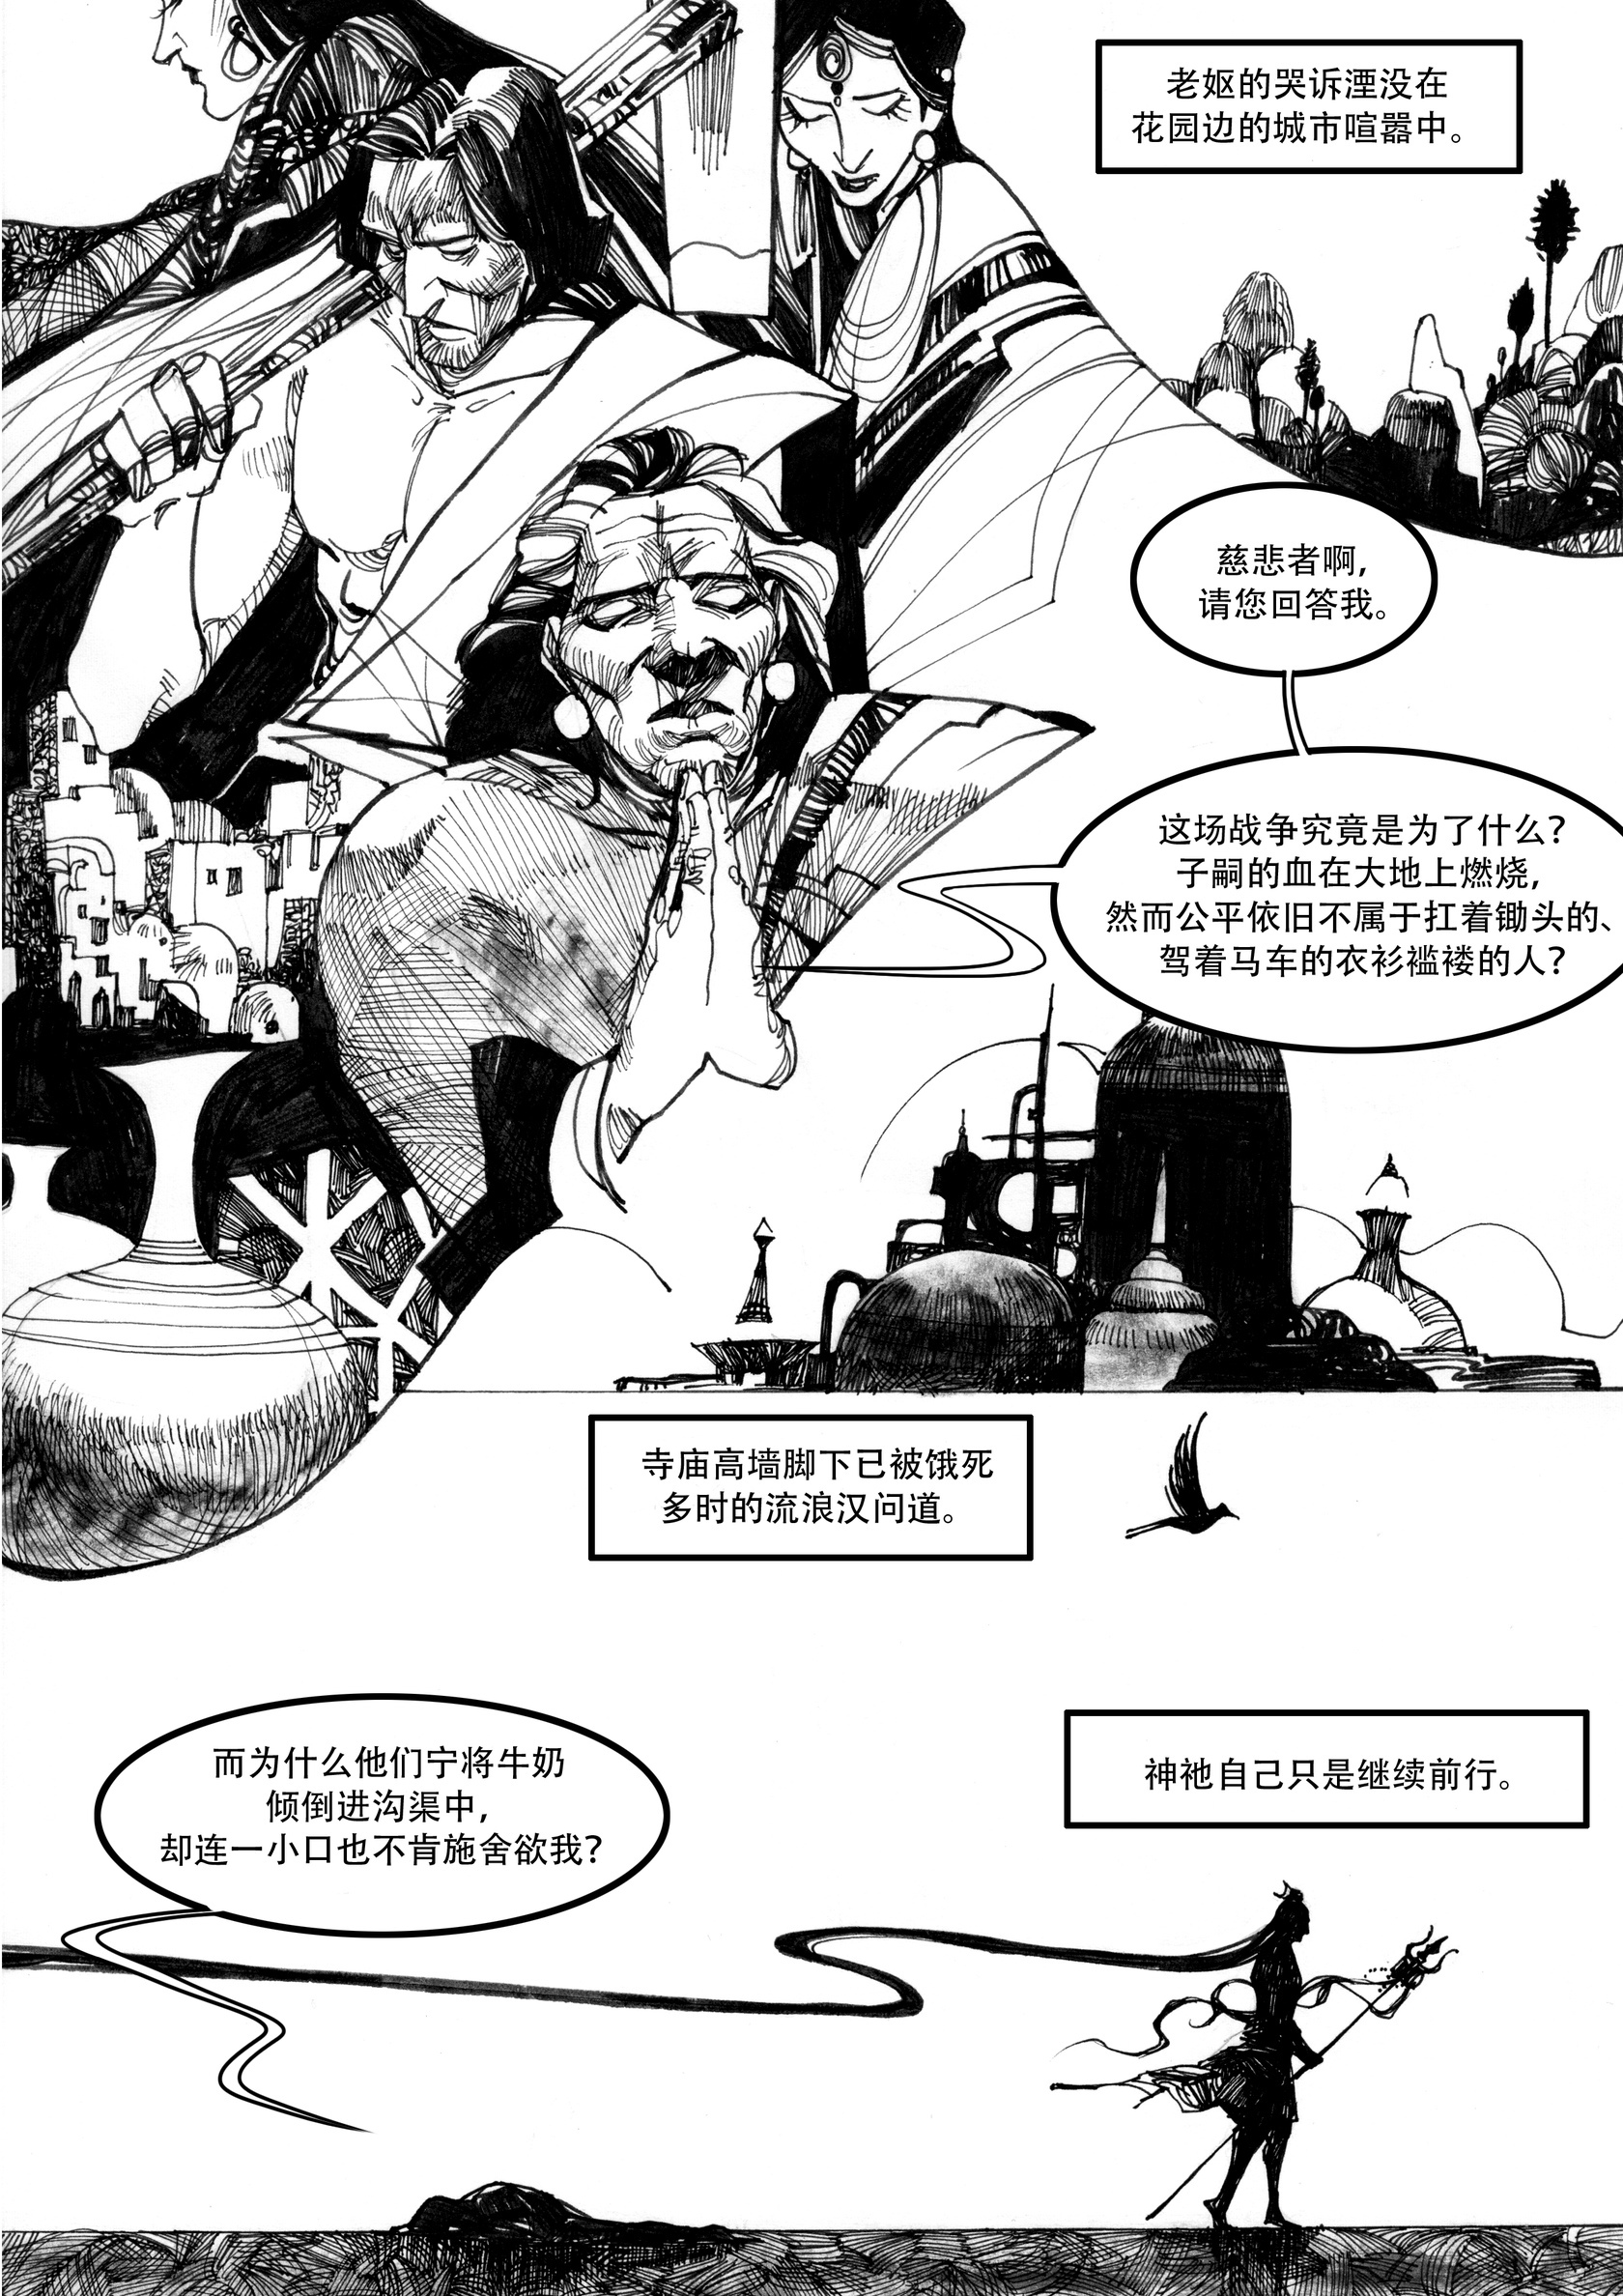 老妪的哭诉湮没在
花园边的城市喧嚣中。
慈悲者啊，
请您回答我。
这场战争究竟是为了什么？
子嗣的血在大地上燃烧，
然而公平依旧不属于扛着锄头的、
驾着马车的衣衫褴褛的人？
寺庙高墙脚下已被饿死
多时的流浪汉问道。
而为什么他们宁将牛奶
倾倒进沟渠中，
却连一小口也不肯施舍欲我？
神祂自己只是继续前行。